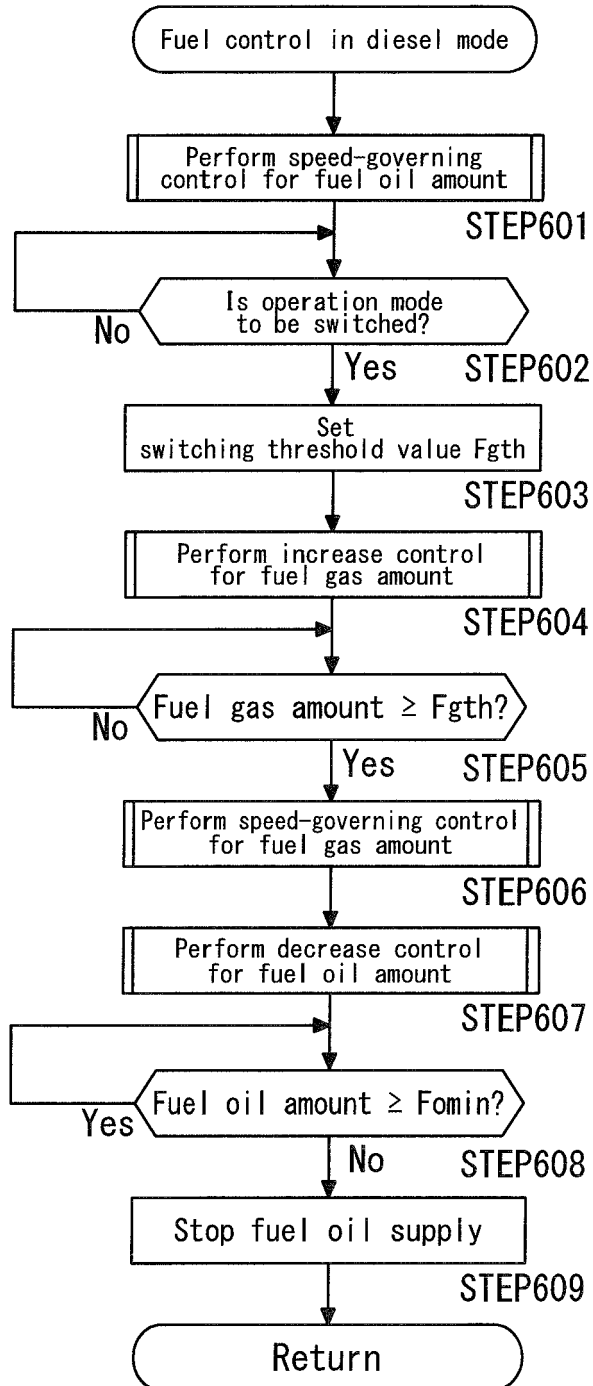 Fuel control in diesel mode
Perform speed-governing
control for fuel oil amount
STEP601
Is operation mode
to be switched?
No
Yes
STEP602
Set
switching threshold value Fgth
STEP603
Perform increase control
for fuel gas amount
STEP604
Fuel gas amount ≥ Fgth?
No
Yes
STEP605
Perform speed-governing control
for fuel gas amount
STEP606
Perform decrease control
for fuel oil amount
STEP607
Fuel oil amount ≥ Fomin?
Yes
No
STEP608
Stop fuel oil supply
STEP609
Return